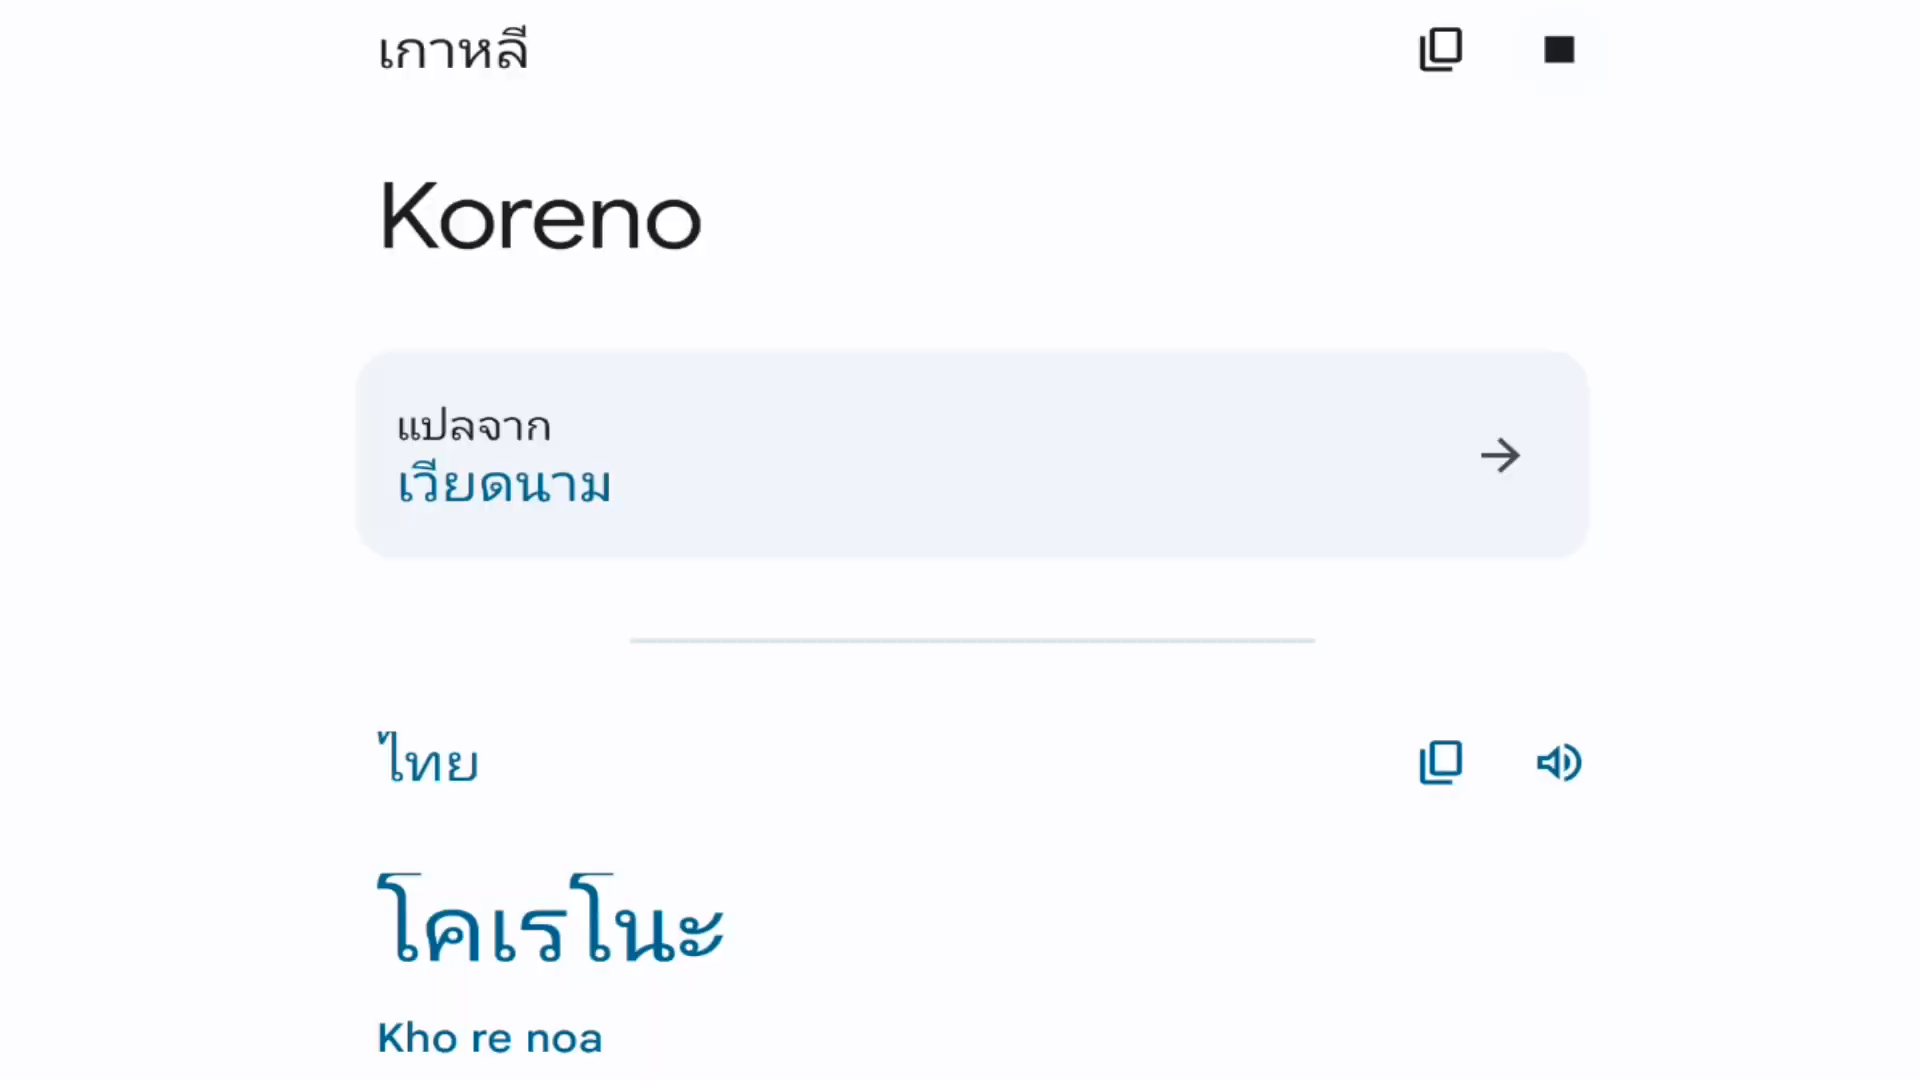 เกาหลี
Koreno
แปลจาก
เวียดนาม
ไทย
โคเรโนะ
Kho re noa